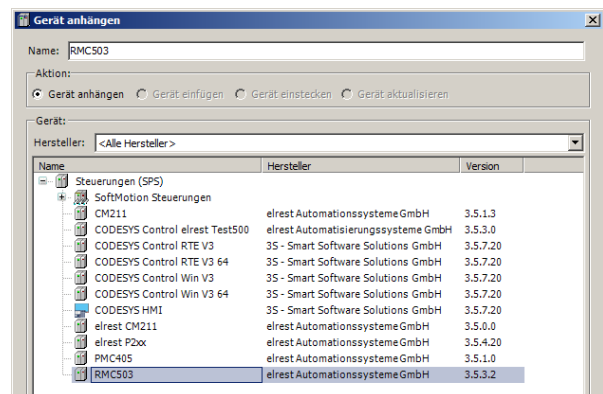 Gerät anhängen
Name: RMC503
Aktion:
Gerät anhängen Gerät einfügen Gerät einstecken Gerät aktualisieren
Gerät:
Hersteller: <Alle Hersteller>
Name Hersteller Version
Steuerungen (SPS)
SoftMotion Steuerungen
CM211 elrest Automationssysteme GmbH 3.5.1.3
CODESYS Control elrest Test500 elrest Automatisierungssysteme GmbH 3.5.3.0
CODESYS Control RTE V3 3S - Smart Software Solutions GmbH 3.5.7.20
CODESYS Control RTE V3 64 3S - Smart Software Solutions GmbH 3.5.7.20
CODESYS Control Win V3 3S - Smart Software Solutions GmbH 3.5.7.20
CODESYS Control Win V3 64 3S - Smart Software Solutions GmbH 3.5.7.20
CODESYS HMI 3S - Smart Software Solutions GmbH 3.5.7.20
elrest CM211 elrest Automationssysteme GmbH 3.5.0.0
elrest P2xx elrest Automationssysteme GmbH 3.5.4.20
PMC405 elrest Automationssysteme GmbH 3.5.1.0
RMC503 elrest Automationssysteme GmbH 3.5.3.2